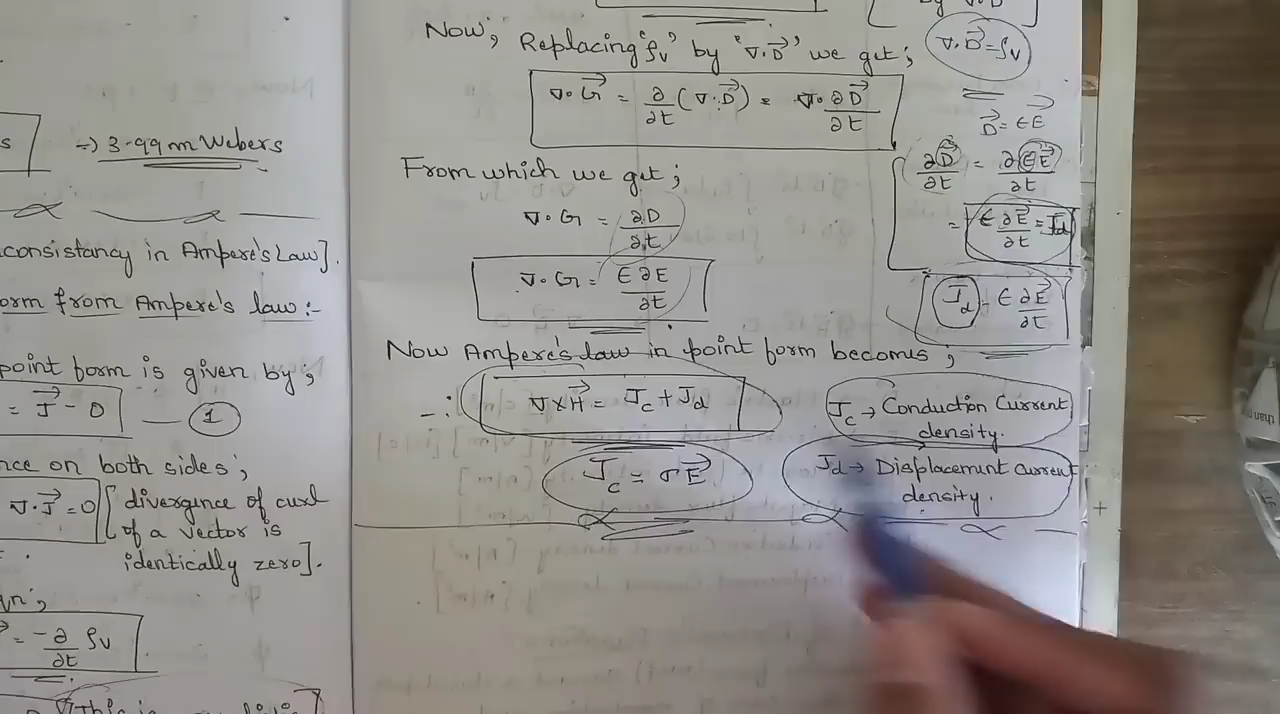 s
=) 3.99 m Webers
consistancy in Ampere's Law].
orm from Ampere's law :-
point form is given by;
= J⃗ - 0 — ①
nce on both sides;
∇.J⃗ = 0 [divergence of curl
of a vector is
identically zero].
= -∂/∂t ρv
Now; Replacing 'ρv' by '∇.D⃗' we get;
∇.D⃗ = ρv
∇•G⃗ = ∂/∂t (∇.D⃗) = ∇•∂D⃗/∂t
D⃗ = ϵE⃗
∂D⃗/∂t = ∂ϵE⃗/∂t
= ϵ∂E⃗/∂t = Jd
Jd = ϵ∂E⃗/∂t
From which we get;
∇•G = ∂D/∂t
∇•G = ϵ∂E/∂t
Now Ampere's law in point form becomes;
∇×H⃗ = Jc + Jd
Jc → Conduction Current
density.
Jc = σE⃗
Jd → Displacement Current
density.
than